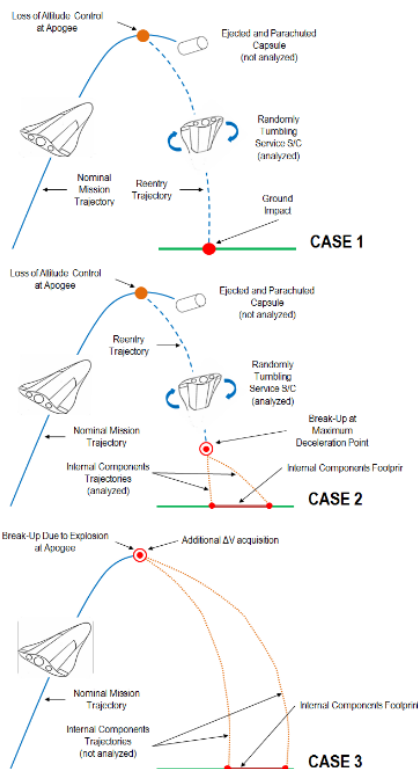 Loss of Attitude Control
at Apogee
Ejected and Parachuted
Capsule
(not analyzed)
Randomly
Tumbling
Service S/C
(analyzed)
Nominal
Mission
Trajectory
Reentry
Trajectory
Ground
Impact
CASE 1
Loss of Altitude Control
at Apogee
Ejected and Parachuted
Capsule
(not analyzed)
Reentry
Trajectory
Randomly
Tumbling
Service S/C
(analyzed)
Nominal Mission
Trajectory
Break-Up at
Maximum
Deceleration Point
Internal Components
Trajectories
(analyzed)
Internal Components Footprir
CASE 2
Break-Up Due to Explosion
at Apogee
Additional ΔV acquisition
Nominal Mission
Trajectory
Internal Components
Trajectories
(not analyzed)
Internal Components Footprint
CASE 3